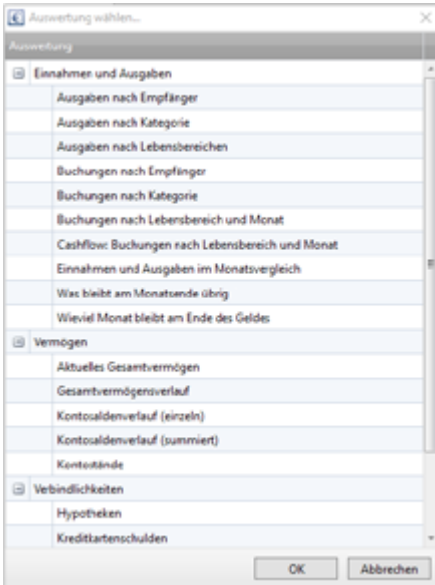 Auswertung wählen...
Auswertung
Einnahmen und Ausgaben
Ausgaben nach Empfänger
Ausgaben nach Kategorie
Ausgaben nach Lebensbereichen
Buchungen nach Empfänger
Buchungen nach Kategorie
Buchungen nach Lebensbereich und Monat
Cashflow: Buchungen nach Lebensbereich und Monat
Einnahmen und Ausgaben im Monatsvergleich
Was bleibt am Monatsende übrig
Wieviel Monat bleibt am Ende des Geldes
Vermögen
Aktuelles Gesamtvermögen
Gesamtvermögensverlauf
Kontosaldenverlauf (einzeln)
Kontosaldenverlauf (summiert)
Kontostände
Verbindlichkeiten
Hypotheken
Kreditkartenschulden
OK Abbrechen